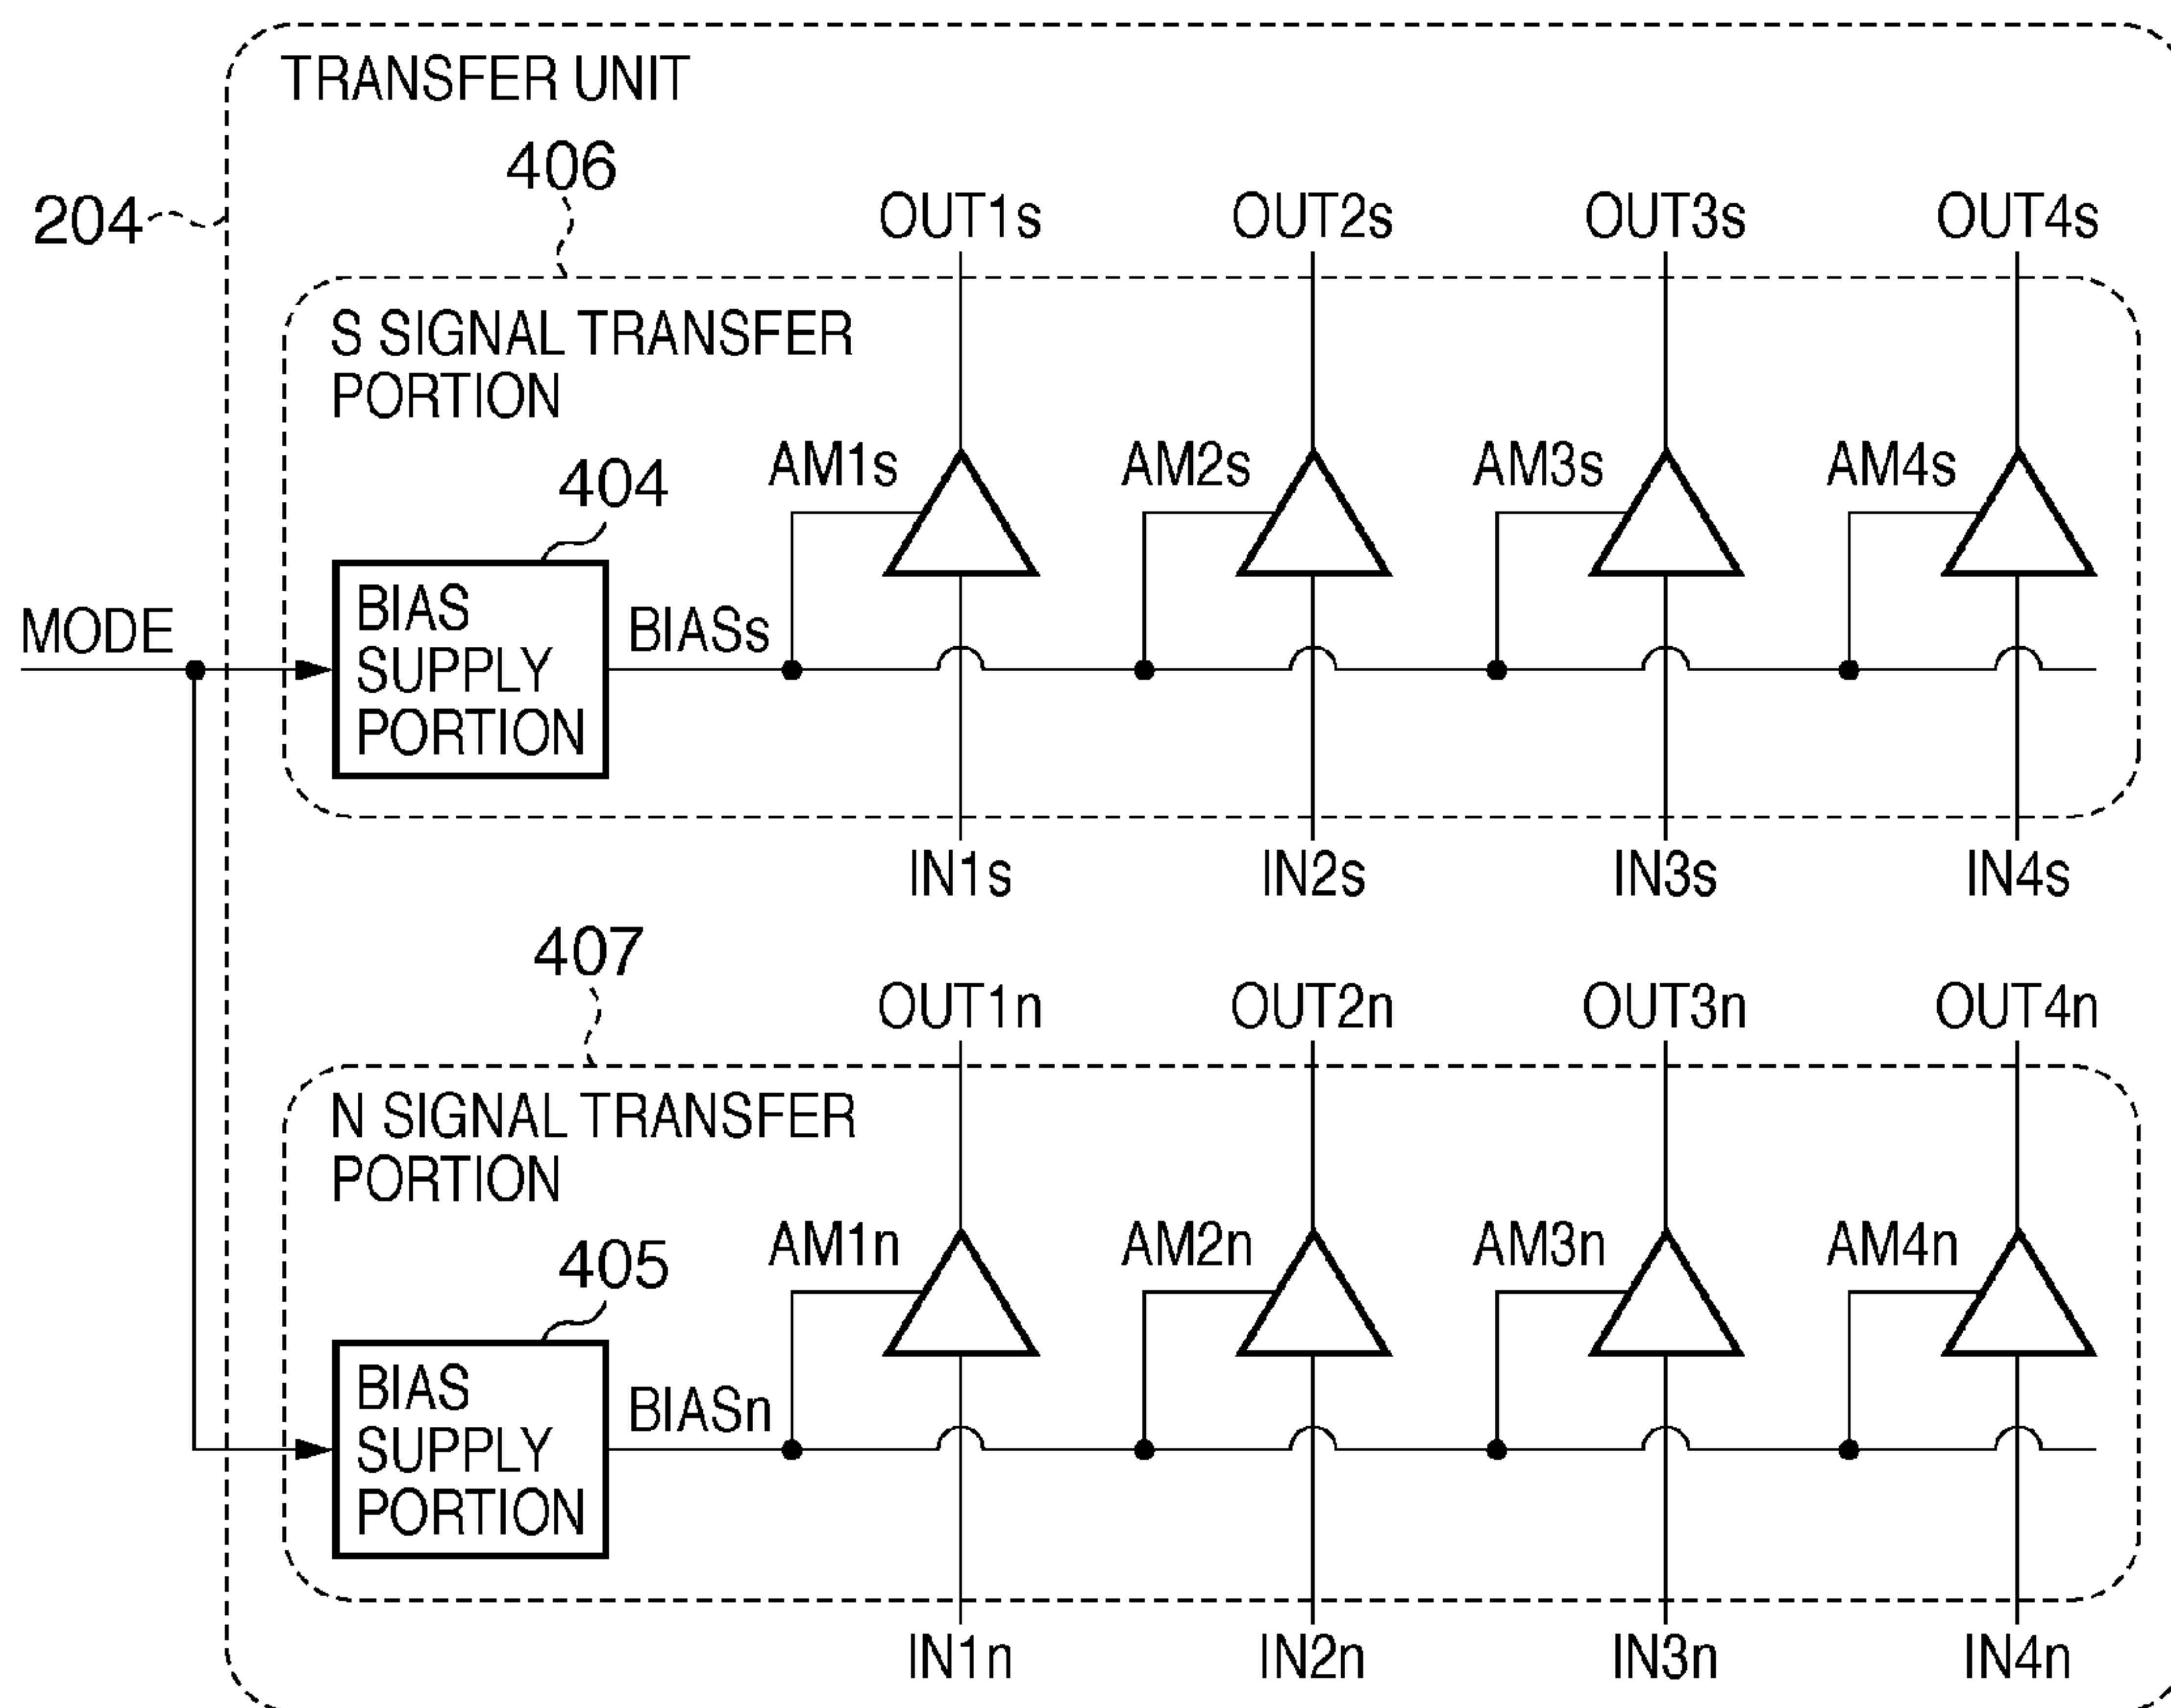 TRANSFER UNIT
406
204
OUT1s OUT2s OUT3s OUT4s
S SIGNAL TRANSFER
PORTION
AM1s AM2s AM3s AM4s
404
MODE
BIAS
SUPPLY
PORTION
BIASs
IN1s IN2s IN3s IN4s
407
OUT1n OUT2n OUT3n OUT4n
N SIGNAL TRANSFER
PORTION
AM1n AM2n AM3n AM4n
405
BIAS
SUPPLY
PORTION
BIASn
IN1n IN2n IN3n IN4n